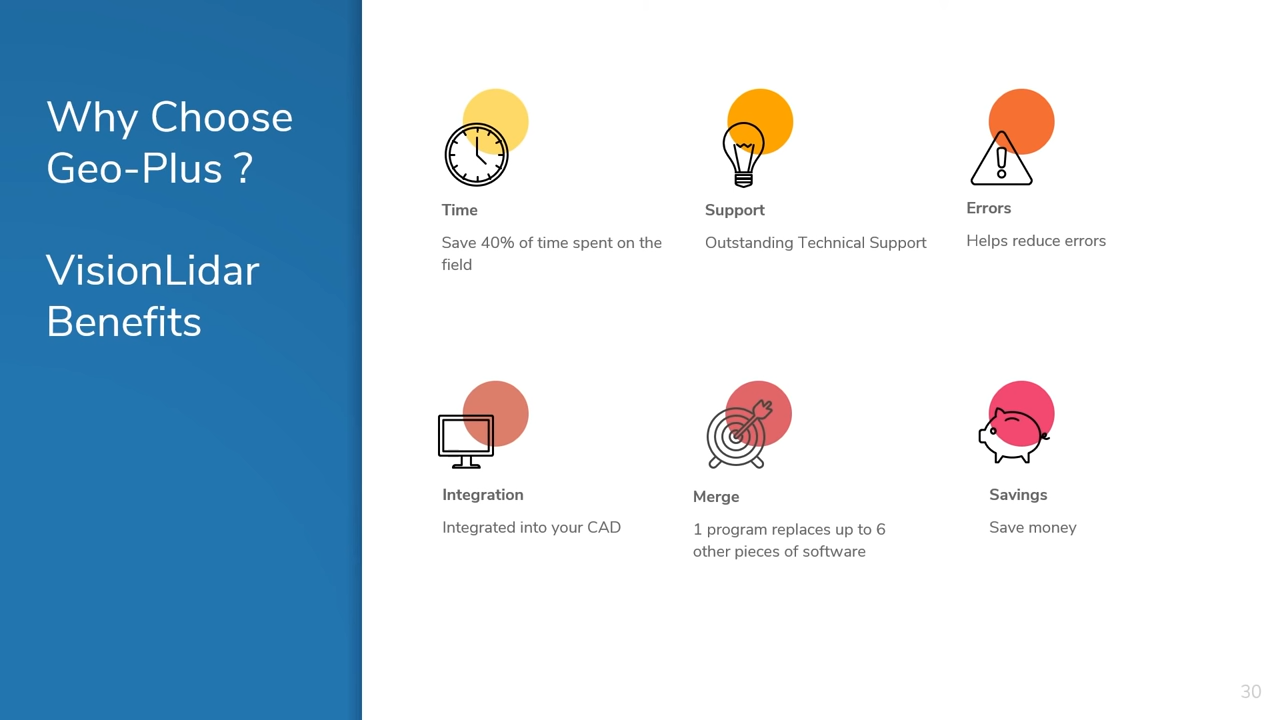 Why Choose
Geo-Plus ?
VisionLidar
Benefits
Time
Save 40% of time spent on the
field
Support
Outstanding Technical Support
Errors
Helps reduce errors
Integration
Integrated into your CAD
Merge
1 program replaces up to 6
other pieces of software
Savings
Save money
30